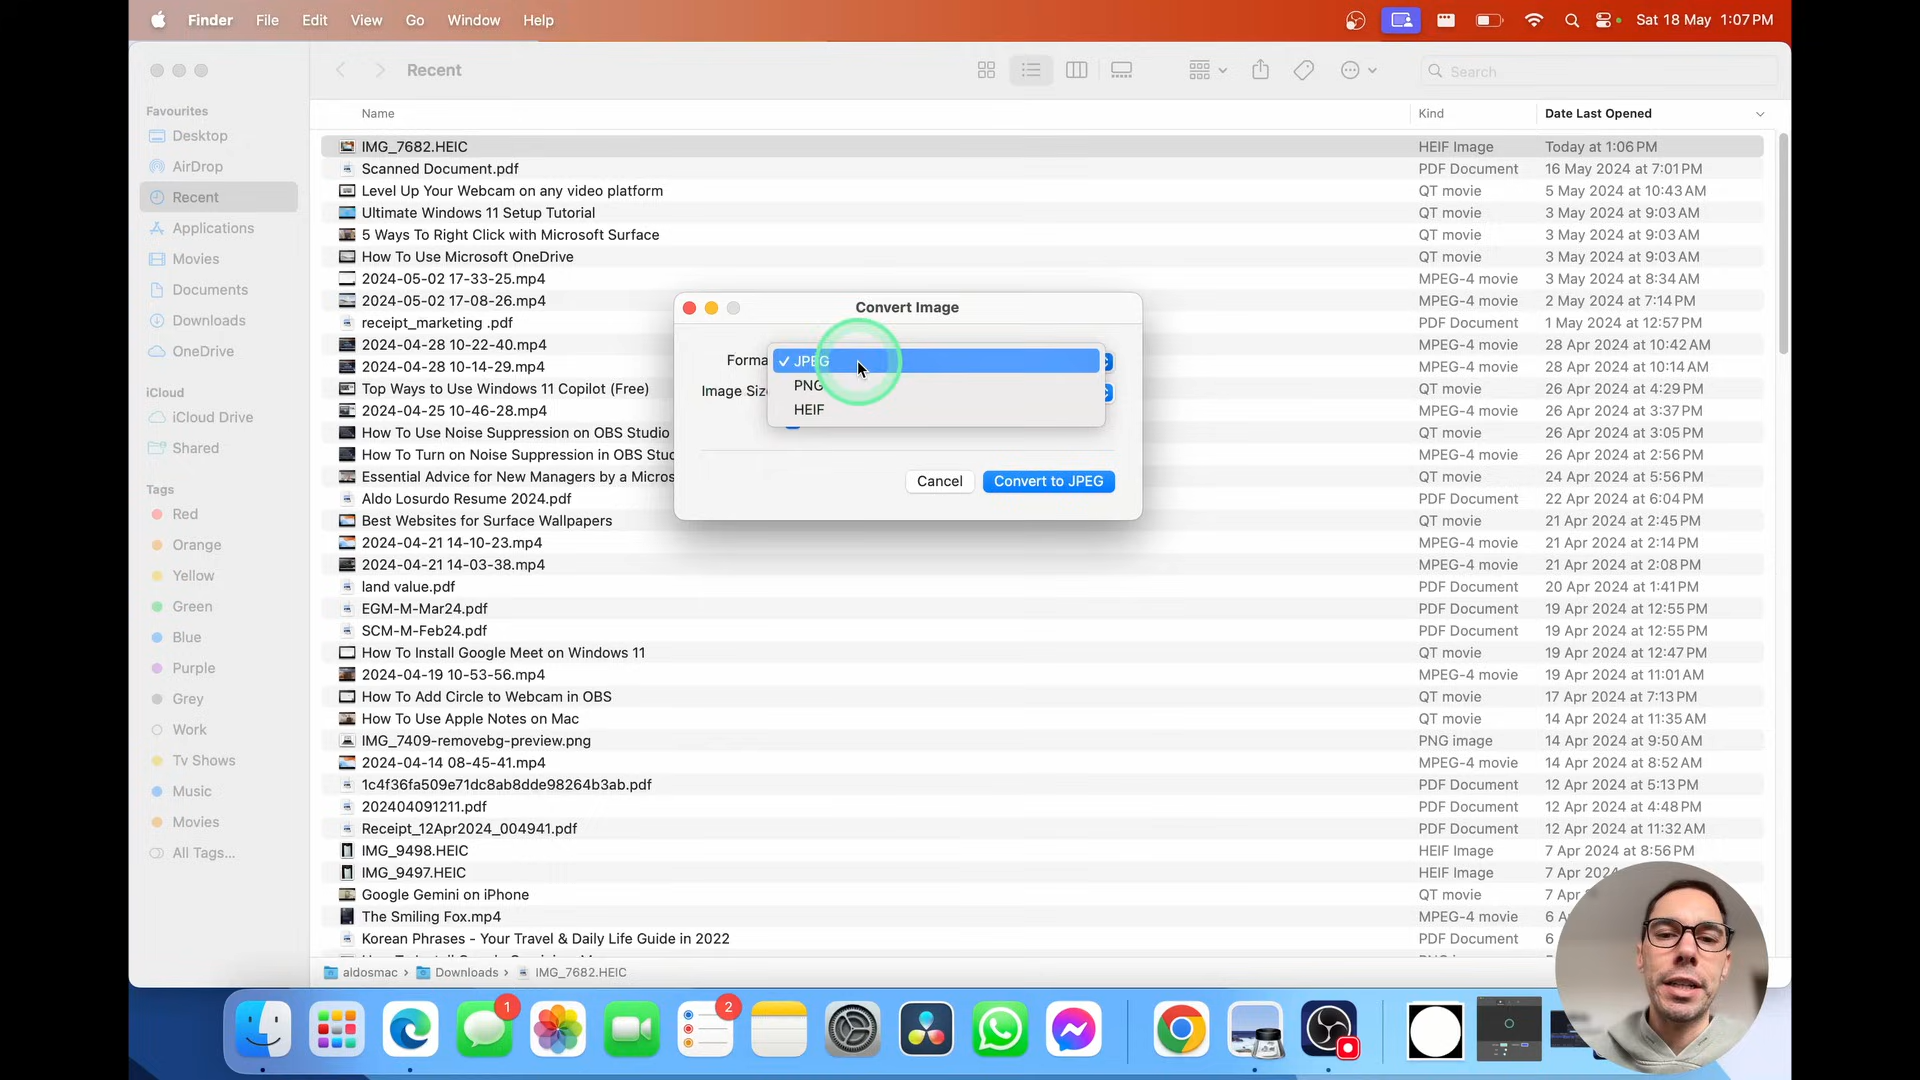 Finder File Edit View Go Window Help Sat 18 May 1:07 PM
Recent
Search
Favourites
Desktop
AirDrop
Recent
Applications
Movies
Documents
Downloads
OneDrive
iCloud
iCloud Drive
Shared
Tags
Red
Orange
Yellow
Green
Blue
Purple
Grey
Work
Tv Shows
Music
Movies
All Tags...
Name Kind Date Last Opened
IMG_7682.HEIC HEIF Image Today at 1:06 PM
Scanned Document.pdf PDF Document 16 May 2024 at 7:01 PM
Level Up Your Webcam on any video platform QT movie 5 May 2024 at 10:43 AM
Ultimate Windows 11 Setup Tutorial QT movie 3 May 2024 at 9:03 AM
5 Ways To Right Click with Microsoft Surface QT movie 3 May 2024 at 9:03 AM
How To Use Microsoft OneDrive QT movie 3 May 2024 at 9:03 AM
2024-05-02 17-33-25.mp4 MPEG-4 movie 3 May 2024 at 8:34 AM
2024-05-02 17-08-26.mp4 MPEG-4 movie 2 May 2024 at 7:14 PM
receipt_marketing .pdf PDF Document 1 May 2024 at 12:57 PM
2024-04-28 10-22-40.mp4 MPEG-4 movie 28 Apr 2024 at 10:42 AM
2024-04-28 10-14-29.mp4 MPEG-4 movie 28 Apr 2024 at 10:14 AM
Top Ways to Use Windows 11 Copilot (Free) QT movie 26 Apr 2024 at 4:29 PM
2024-04-25 10-46-28.mp4 MPEG-4 movie 26 Apr 2024 at 3:37 PM
How To Use Noise Suppression on OBS Studio QT movie 26 Apr 2024 at 3:05 PM
How To Turn on Noise Suppression in OBS Stu QT movie 26 Apr 2024 at 2:56 PM
Essential Advice for New Managers by a Micros QT movie 24 Apr 2024 at 5:56 PM
Aldo Losurdo Resume 2024.pdf PDF Document 22 Apr 2024 at 6:04 PM
Best Websites for Surface Wallpapers QT movie 21 Apr 2024 at 2:45 PM
2024-04-21 14-10-23.mp4 MPEG-4 movie 21 Apr 2024 at 2:14 PM
2024-04-21 14-03-38.mp4 MPEG-4 movie 21 Apr 2024 at 2:08 PM
land value.pdf PDF Document 20 Apr 2024 at 1:41 PM
EGM-M-Mar24.pdf PDF Document 19 Apr 2024 at 12:55 PM
SCM-M-Feb24.pdf PDF Document 19 Apr 2024 at 12:55 PM
How To Install Google Meet on Windows 11 QT movie 19 Apr 2024 at 12:47 PM
2024-04-19 10-53-56.mp4 MPEG-4 movie 19 Apr 2024 at 11:01 AM
How To Add Circle to Webcam in OBS QT movie 17 Apr 2024 at 7:13 PM
How To Use Apple Notes on Mac QT movie 14 Apr 2024 at 11:35 AM
IMG_7409-removebg-preview.png PNG image 14 Apr 2024 at 9:50 AM
2024-04-14 08-45-41.mp4 MPEG-4 movie 14 Apr 2024 at 8:52 AM
1c4f36fa509e71dc8ab8dde98264b3ab.pdf PDF Document 12 Apr 2024 at 5:13 PM
202404091211.pdf PDF Document 12 Apr 2024 at 4:48 PM
Receipt_12Apr2024_004941.pdf PDF Document 12 Apr 2024 at 11:32 AM
IMG_9498.HEIC HEIF Image 7 Apr 2024 at 8:56 PM
IMG_9497.HEIC HEIF Image 7 Apr 2024
Google Gemini on iPhone QT movie 7 Apr
The Smiling Fox.mp4 MPEG-4 movie 6 A
Korean Phrases - Your Travel & Daily Life Guide in 2022 PDF Document 6
aldosmac › Downloads › IMG_7682.HEIC
Convert Image
Forma
✓ JPEG
PNG
HEIF
Image Siz
Cancel Convert to JPEG
1
2